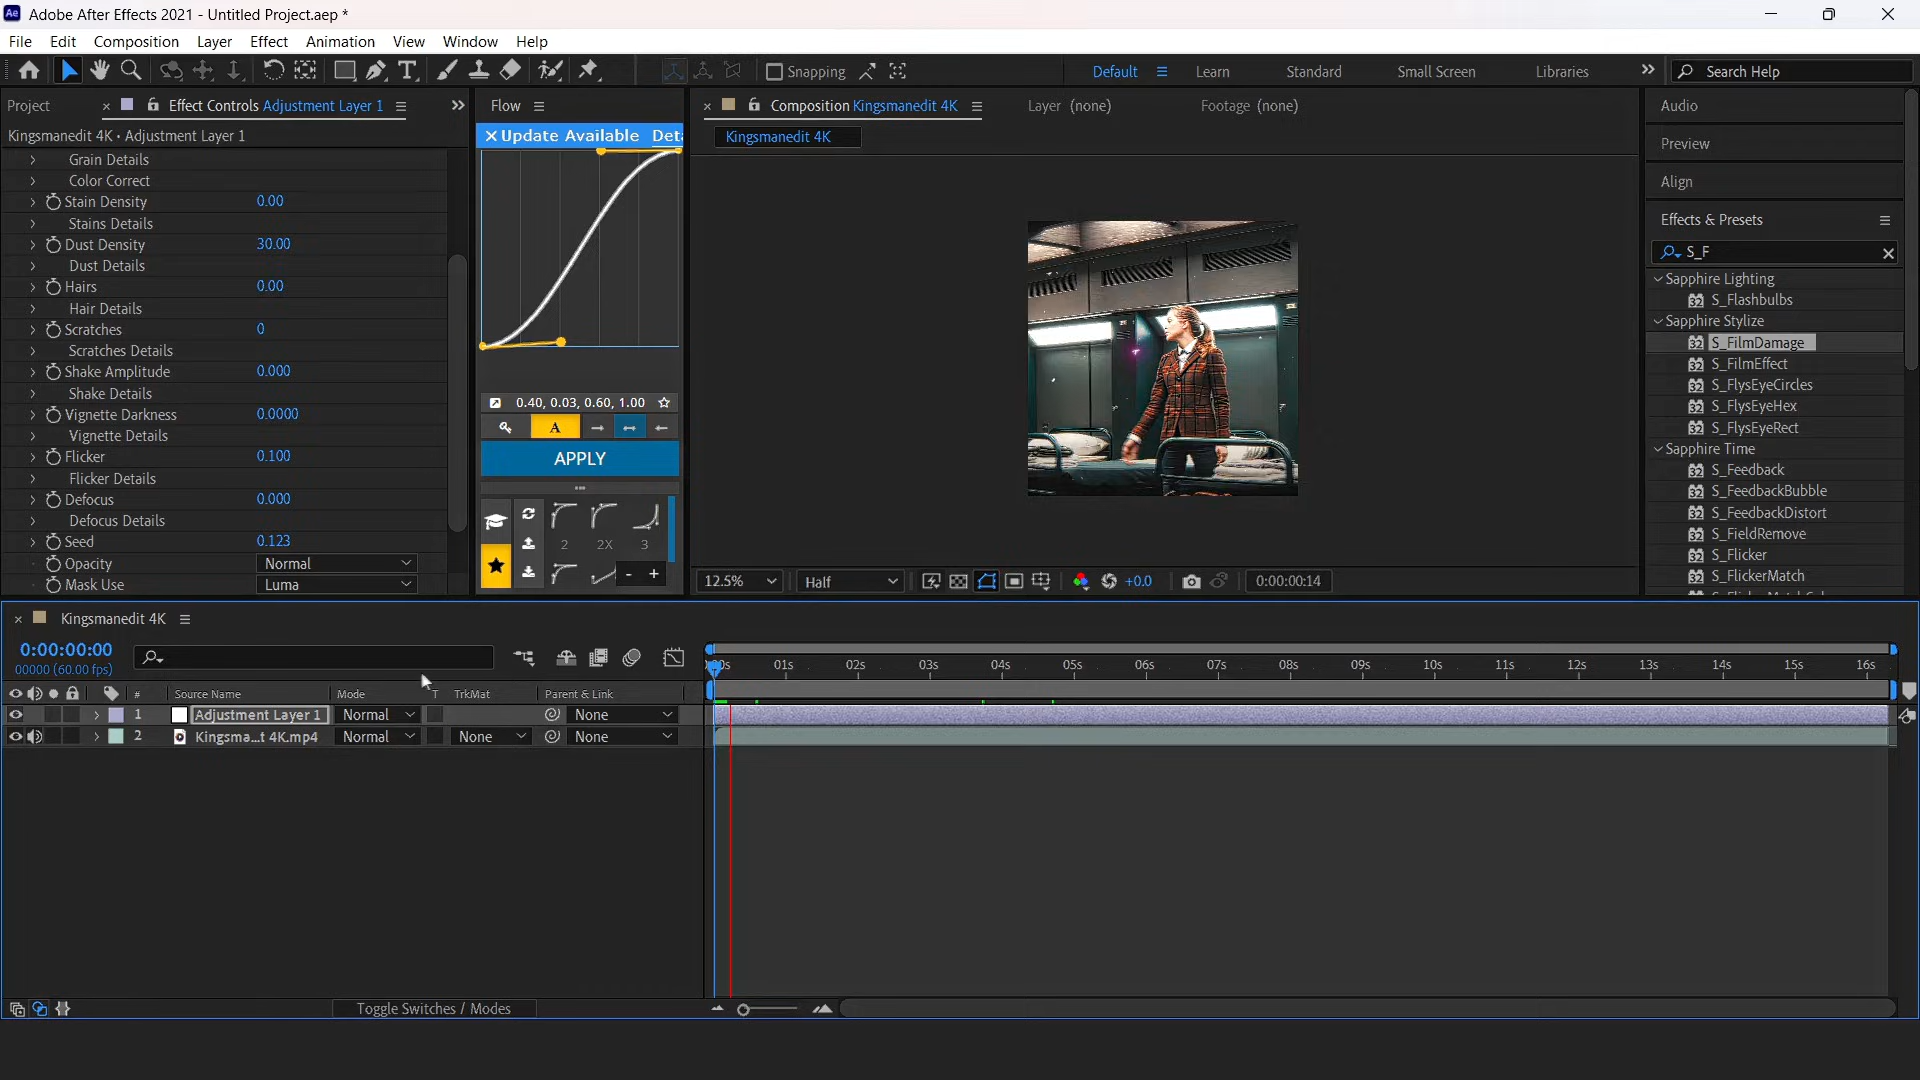 Adobe After Effects 2021 - Untitled Project.aep *
File Edit Composition Layer Effect Animation View Window Help
Snapping
Default Learn Standard Small Screen Libraries
Search Help
Project
Effect Controls Adjustment Layer 1
Kingsmanedit 4K • Adjustment Layer 1
Grain Details
Color Correct
Stain Density 0.00
Stains Details
Dust Density 30.00
Dust Details
Hairs 0.00
Hair Details
Scratches 0
Scratches Details
Shake Amplitude 0.000
Shake Details
Vignette Darkness 0.0000
Vignette Details
Flicker 0.100
Flicker Details
Defocus 0.000
Defocus Details
Seed 0.123
Opacity Normal
Mask Use Luma
Flow
Update Available Deta
0.40, 0.03, 0.60, 1.00
A
APPLY
2 2X 3
- +
Composition Kingsmanedit 4K
Layer (none)
Footage (none)
Kingsmanedit 4K
12.5% Half +0.0 0:00:00:14
Audio
Preview
Align
Effects & Presets
S_F
Sapphire Lighting
S_Flashbulbs
Sapphire Stylize
S_FilmDamage
S_FilmEffect
S_FlysEyeCircles
S_FlysEyeHex
S_FlysEyeRect
Sapphire Time
S_Feedback
S_FeedbackBubble
S_FeedbackDistort
S_FieldRemove
S_Flicker
S_FlickerMatch
Kingsmanedit 4K
0:00:00:00
00000 (60.00 fps)
01s 02s 03s 04s 05s 06s 07s 08s 09s 10s 11s 12s 13s 14s 15s 16s
# Source Name Mode T TrkMat Parent & Link
1 Adjustment Layer 1 Normal None
2 Kingsma...t 4K.mp4 Normal None None
Toggle Switches / Modes